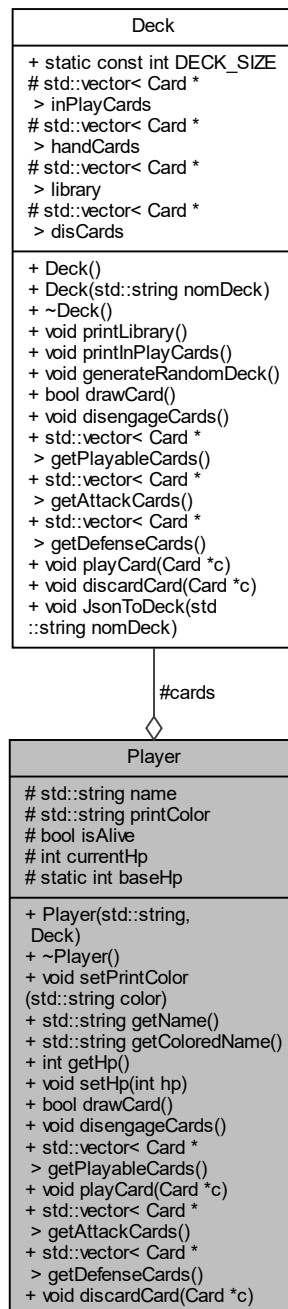 Deck
+ static const int DECK_SIZE
# std::vector< Card *
> inPlayCards
# std::vector< Card *
> handCards
# std::vector< Card *
> library
# std::vector< Card *
> disCards
+ Deck()
+ Deck(std::string nomDeck)
+ ~Deck()
+ void printLibrary()
+ void printInPlayCards()
+ void generateRandomDeck()
+ bool drawCard()
+ void disengageCards()
+ std::vector< Card *
> getPlayableCards()
+ std::vector< Card *
> getAttackCards()
+ std::vector< Card *
> getDefenseCards()
+ void playCard(Card *c)
+ void discardCard(Card *c)
+ void JsonToDeck(std
::string nomDeck)
#cards
Player
# std::string name
# std::string printColor
# bool isAlive
# int currentHp
# static int baseHp
+ Player(std::string,
Deck)
+ ~Player()
+ void setPrintColor
(std::string color)
+ std::string getName()
+ std::string getColoredName()
+ int getHp()
+ void setHp(int hp)
+ bool drawCard()
+ void disengageCards()
+ std::vector< Card *
> getPlayableCards()
+ void playCard(Card *c)
+ std::vector< Card *
> getAttackCards()
+ std::vector< Card *
> getDefenseCards()
+ void discardCard(Card *c)